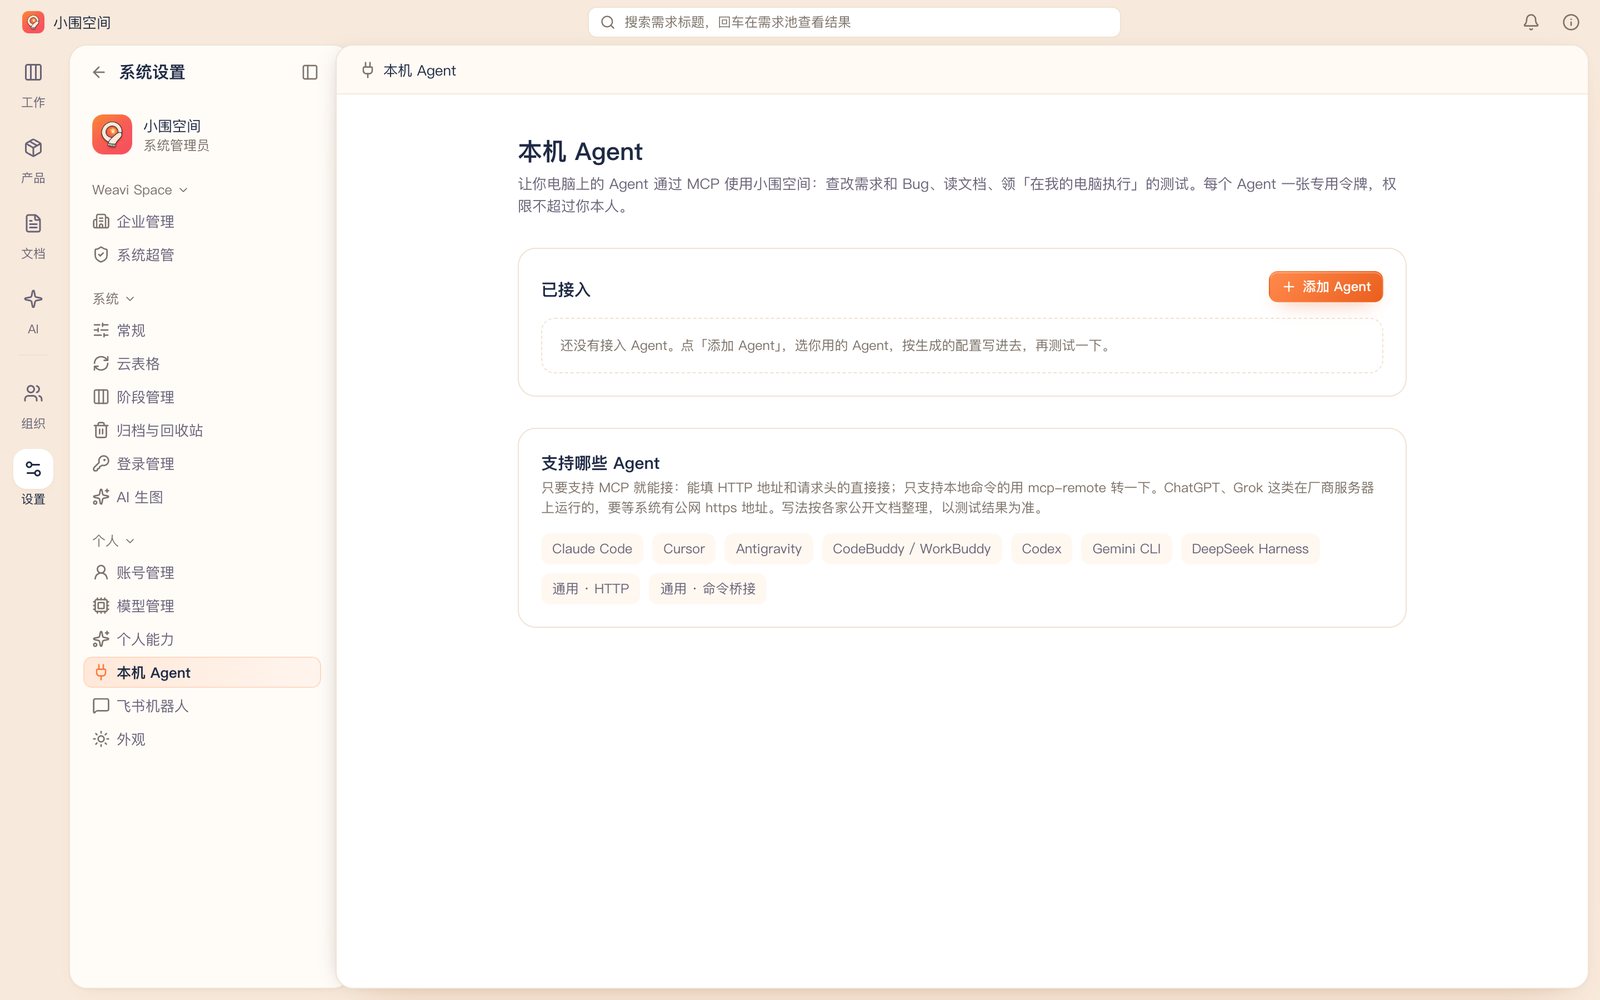 小围空间
搜索需求标题，回车在需求池查看结果
工作
产品
文档
AI
组织
设置
系统设置
小围空间
系统管理员
Weavi Space
企业管理
系统超管
系统
常规
云表格
阶段管理
归档与回收站
登录管理
AI 生图
个人
账号管理
模型管理
个人能力
本机 Agent
飞书机器人
外观
本机 Agent
本机 Agent
让你电脑上的 Agent 通过 MCP 使用小围空间：查改需求和 Bug、读文档、领「在我的电脑执行」的测试。每个 Agent 一张专用令牌，权
限不超过你本人。
已接入
添加 Agent
还没有接入 Agent。点「添加 Agent」，选你用的 Agent，按生成的配置写进去，再测试一下。
支持哪些 Agent
只要支持 MCP 就能接：能填 HTTP 地址和请求头的直接接；只支持本地命令的用 mcp-remote 转一下。ChatGPT、Grok 这类在厂商服务器
上运行的，要等系统有公网 https 地址。写法按各家公开文档整理，以测试结果为准。
Claude Code
Cursor
Antigravity
CodeBuddy / WorkBuddy
Codex
Gemini CLI
DeepSeek Harness
通用 · HTTP
通用 · 命令桥接